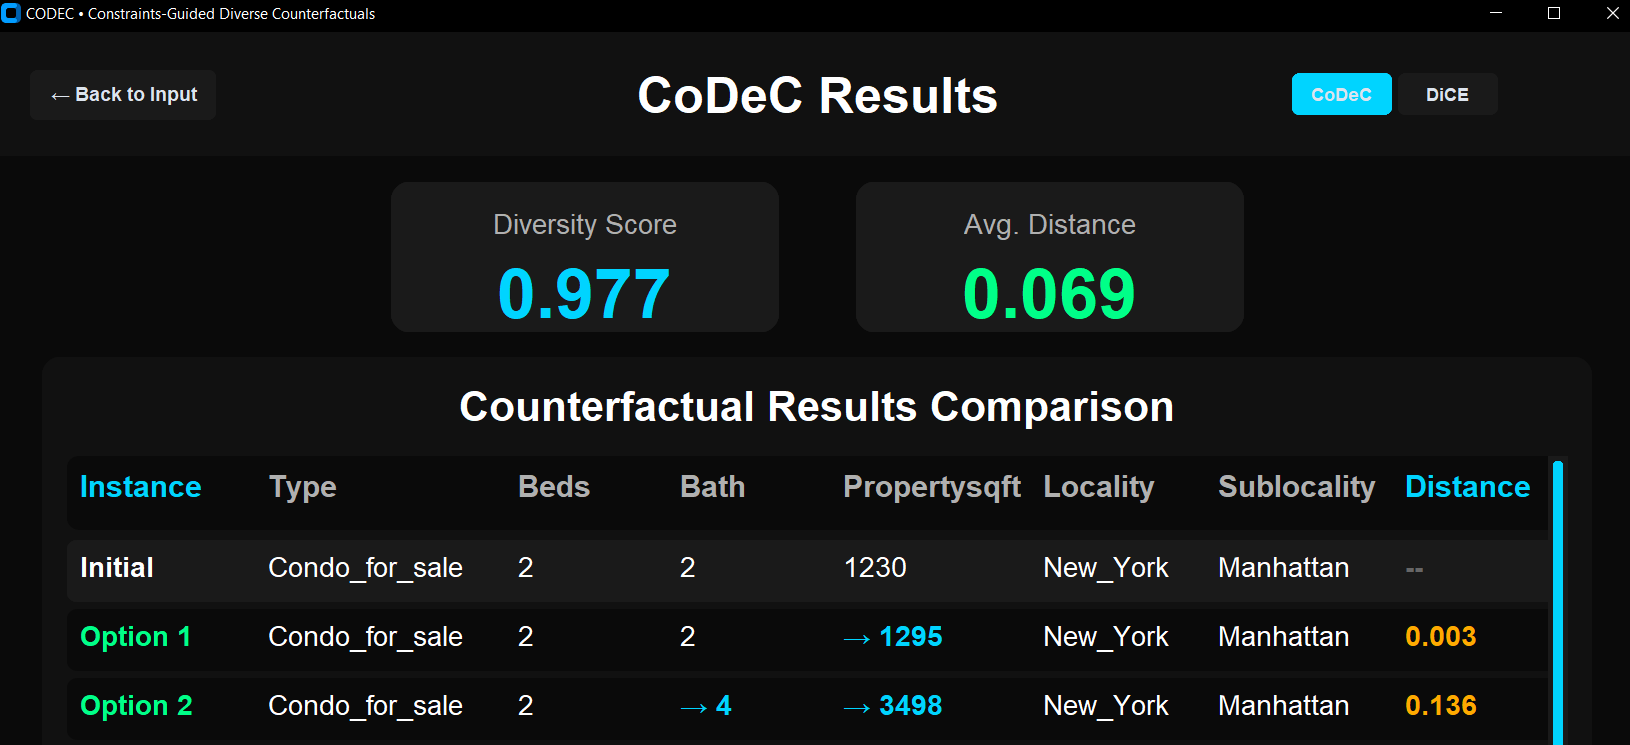 CODEC • Constraints-Guided Diverse Counterfactuals
← Back to Input
CoDeC Results
CoDeC
DiCE
Diversity Score
0.977
Avg. Distance
0.069
Counterfactual Results Comparison
Instance Type Beds Bath Propertysqft Locality Sublocality Distance
Initial Condo_for_sale 2 2 1230 New_York Manhattan --
Option 1 Condo_for_sale 2 2 → 1295 New_York Manhattan 0.003
Option 2 Condo_for_sale 2 → 4 → 3498 New_York Manhattan 0.136